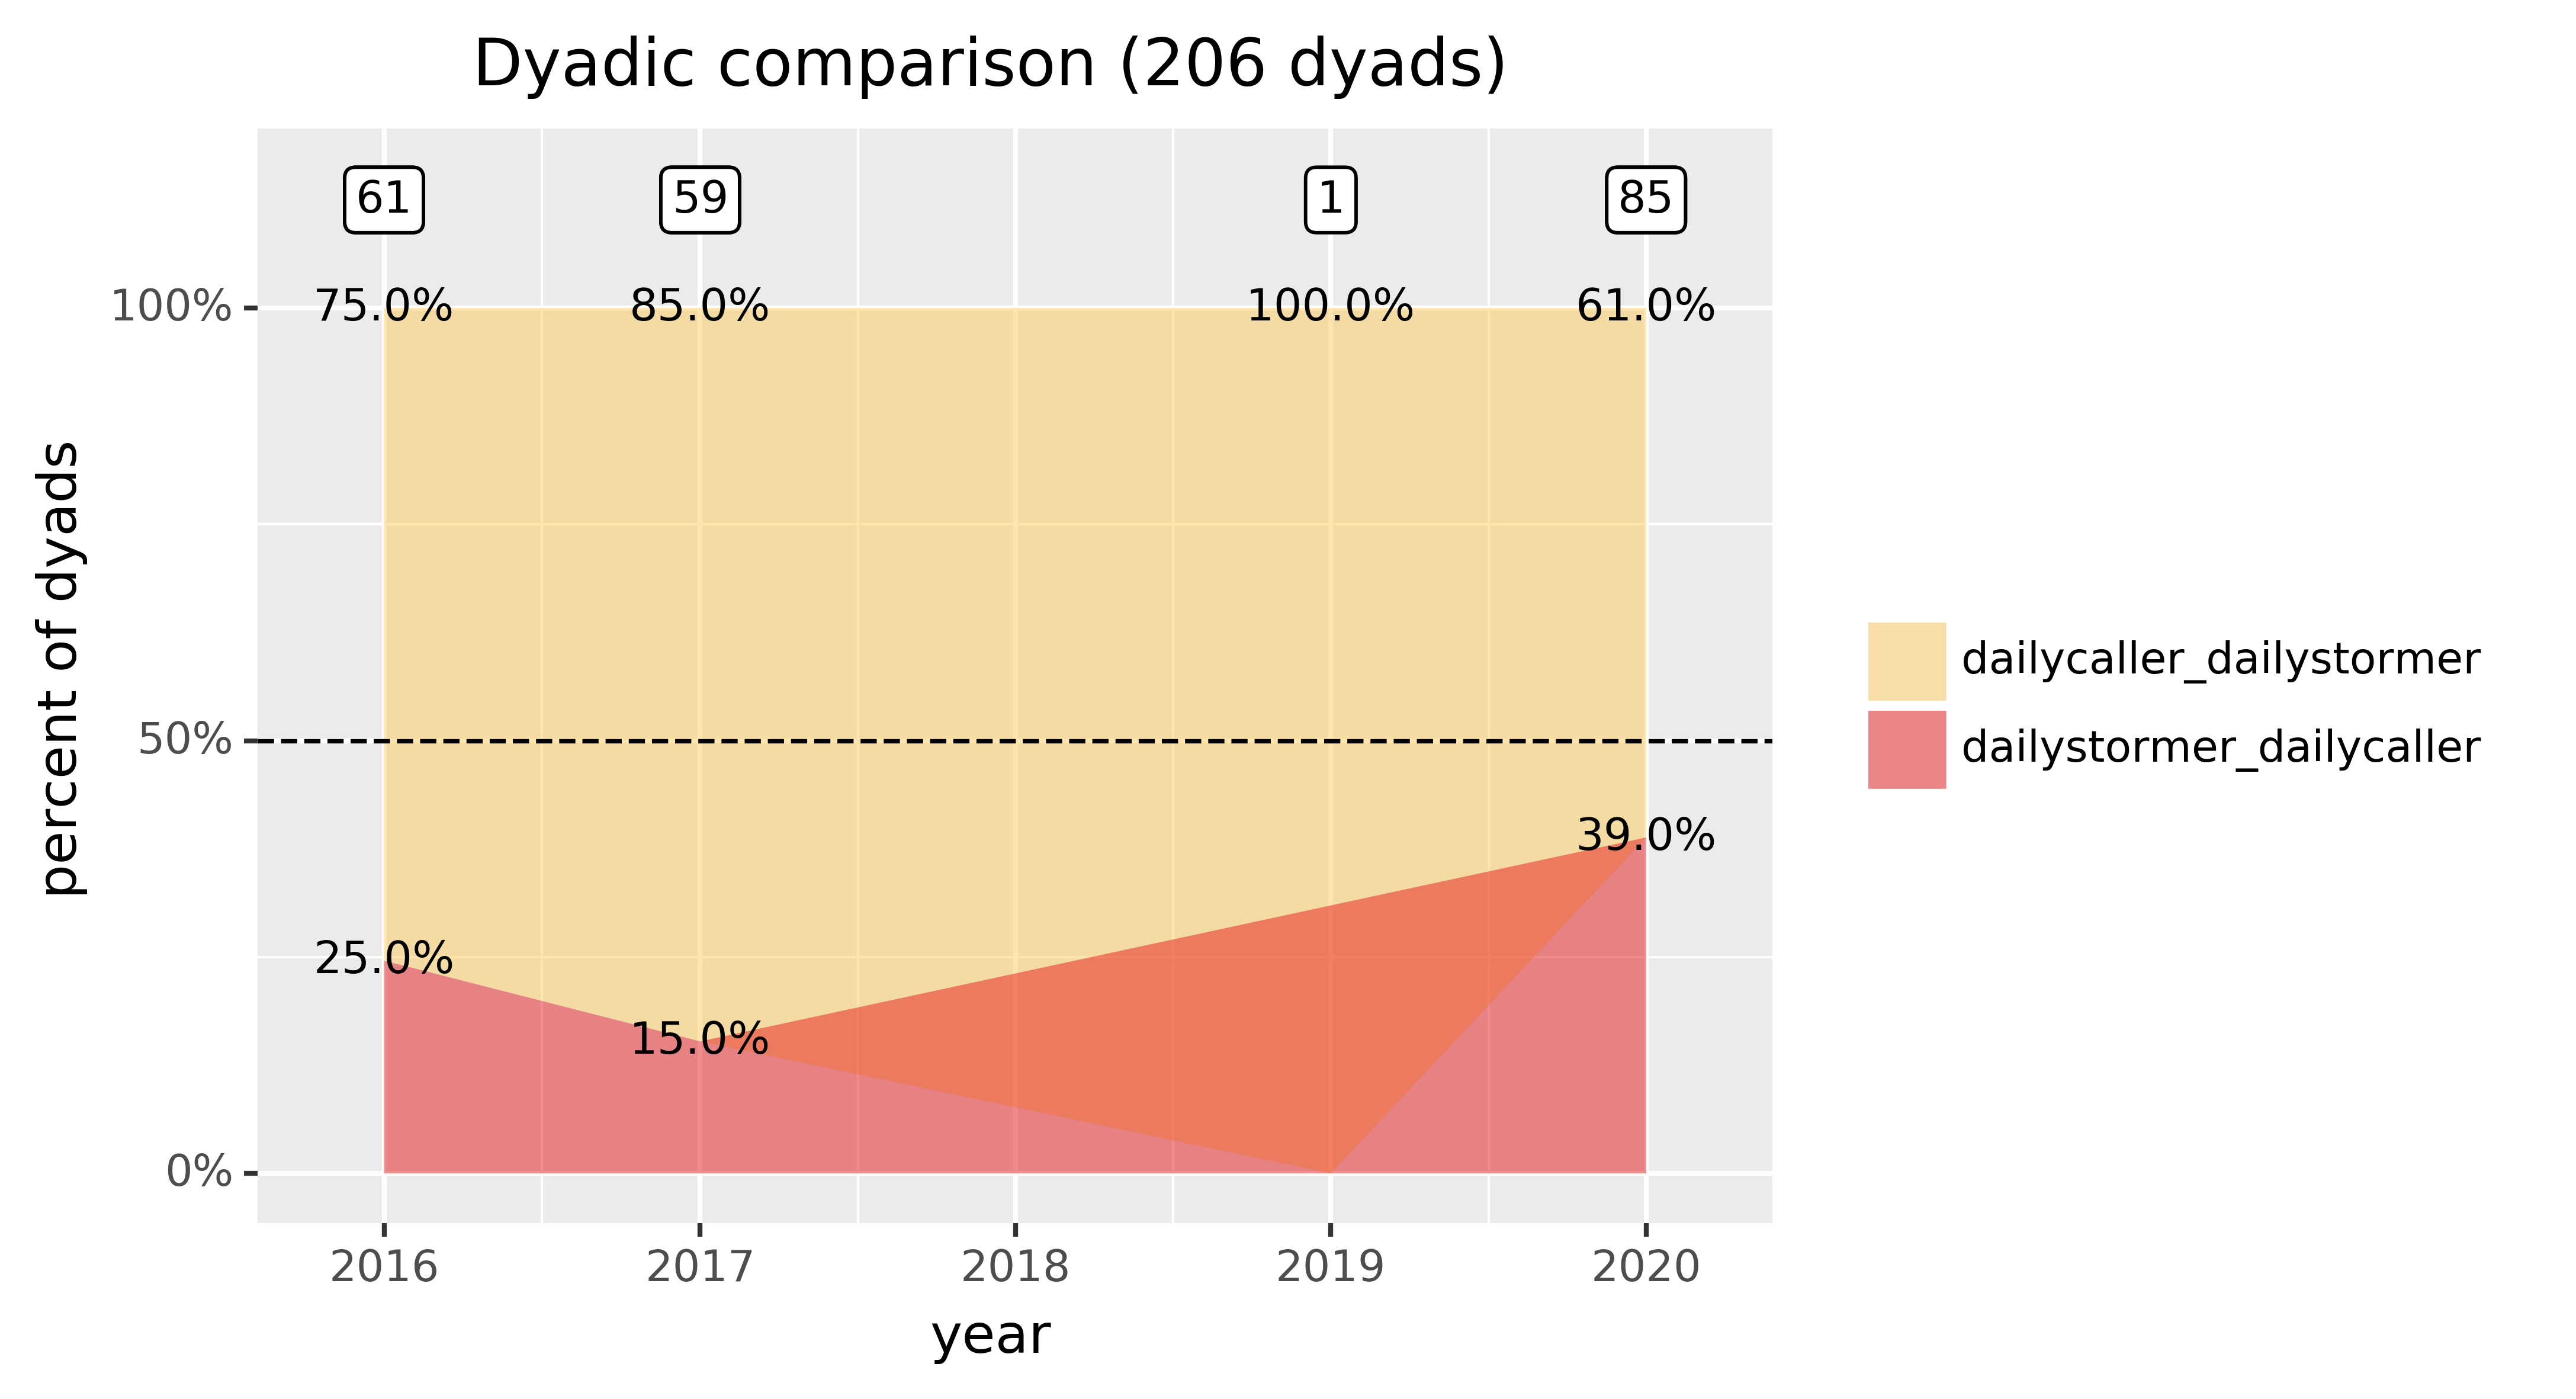 Dyadic comparison (206 dyads)
61 59 1 85
100% 75.0% 85.0% 100.0% 61.0%
percent of dyads
dailycaller_dailystormer
50%
dailystormer_dailycaller
39.0%
25.0%
15.0%
0%
2016 2017 2018 2019 2020
year